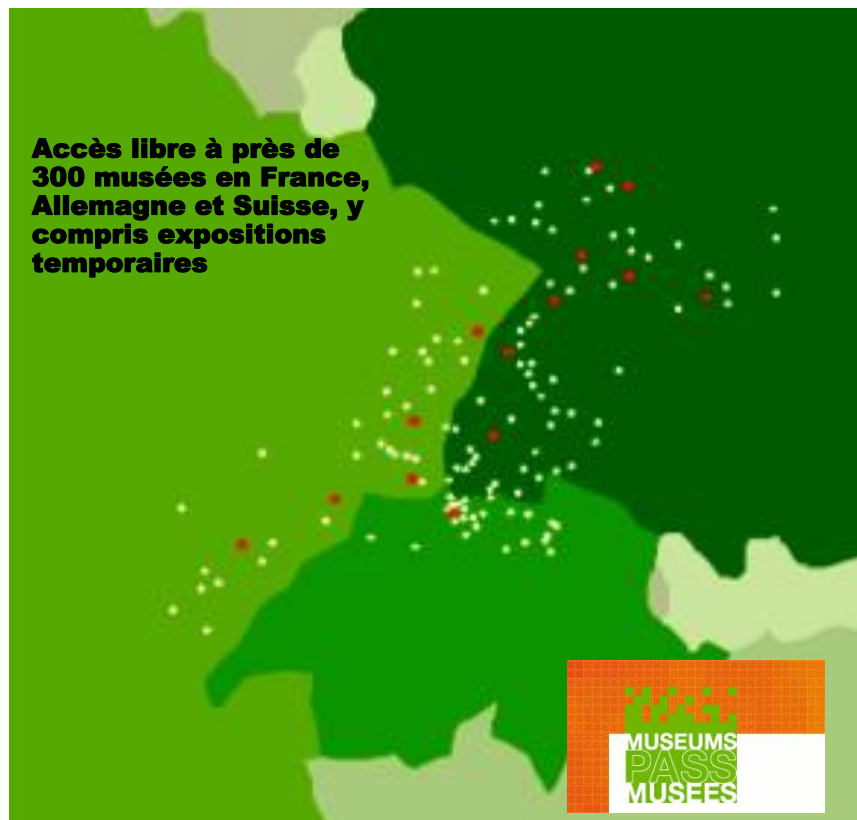 Accès libre à près de
300 musées en France,
Allemagne et Suisse, y
compris expositions
temporaires
MUSEUMS
PASS
MUSEES